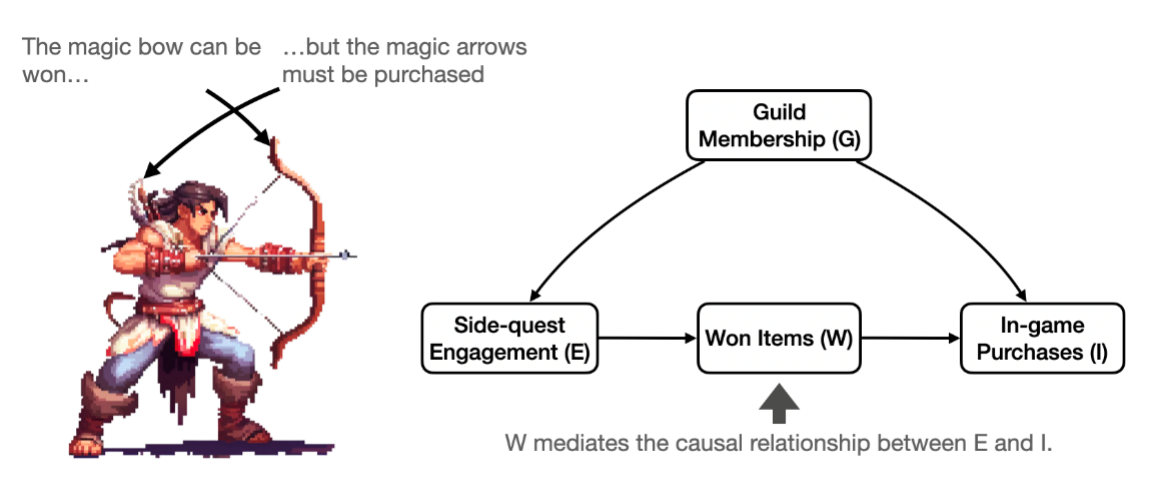 The magic bow can be
won…
…but the magic arrows
must be purchased
Guild
Membership (G)
Side-quest
Engagement (E)
Won Items (W)
In-game
Purchases (I)
W mediates the causal relationship between E and I.